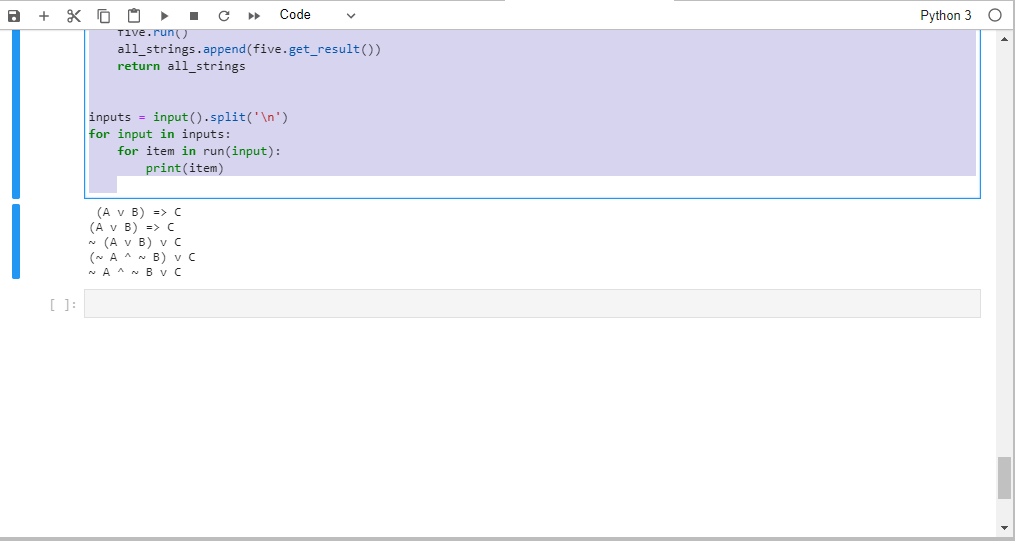 Code
Python 3
five.run()
all_strings.append(five.get_result())
return all_strings
inputs = input().split('\n')
for input in inputs:
for item in run(input):
print(item)
(A v B) => C
(A v B) => C
~ (A v B) v C
(~ A ^ ~ B) v C
~ A ^ ~ B v C
[ ]: